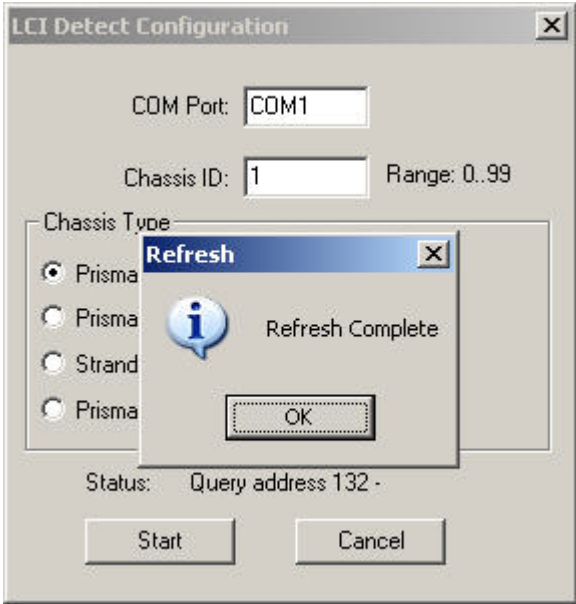 LCI Detect Configuration
COM Port: COM1
Chassis ID: 1 Range: 0..99
Chassis Type
Refresh
Prisma
Prisma
Refresh Complete
Strand
Prisma
OK
Status: Query address 132 -
Start Cancel